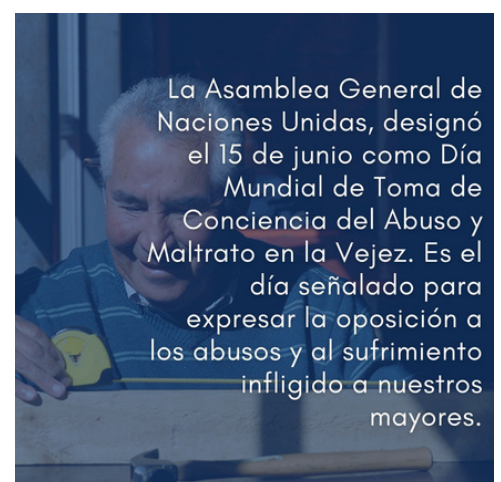 La Asamblea General de
Naciones Unidas, designó
el 15 de junio como Día
Mundial de Toma de
Conciencia del Abuso y
Maltrato en la Vejez. Es el
día señalado para
expresar la oposición a
los abusos y al sufrimiento
infligido a nuestros
mayores.